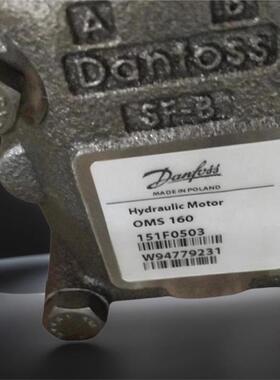 A B
Danfoss
SF-B
Danfoss
MADE IN POLAND
Hydraulic Motor
OMS 160
151F0503
W94779231